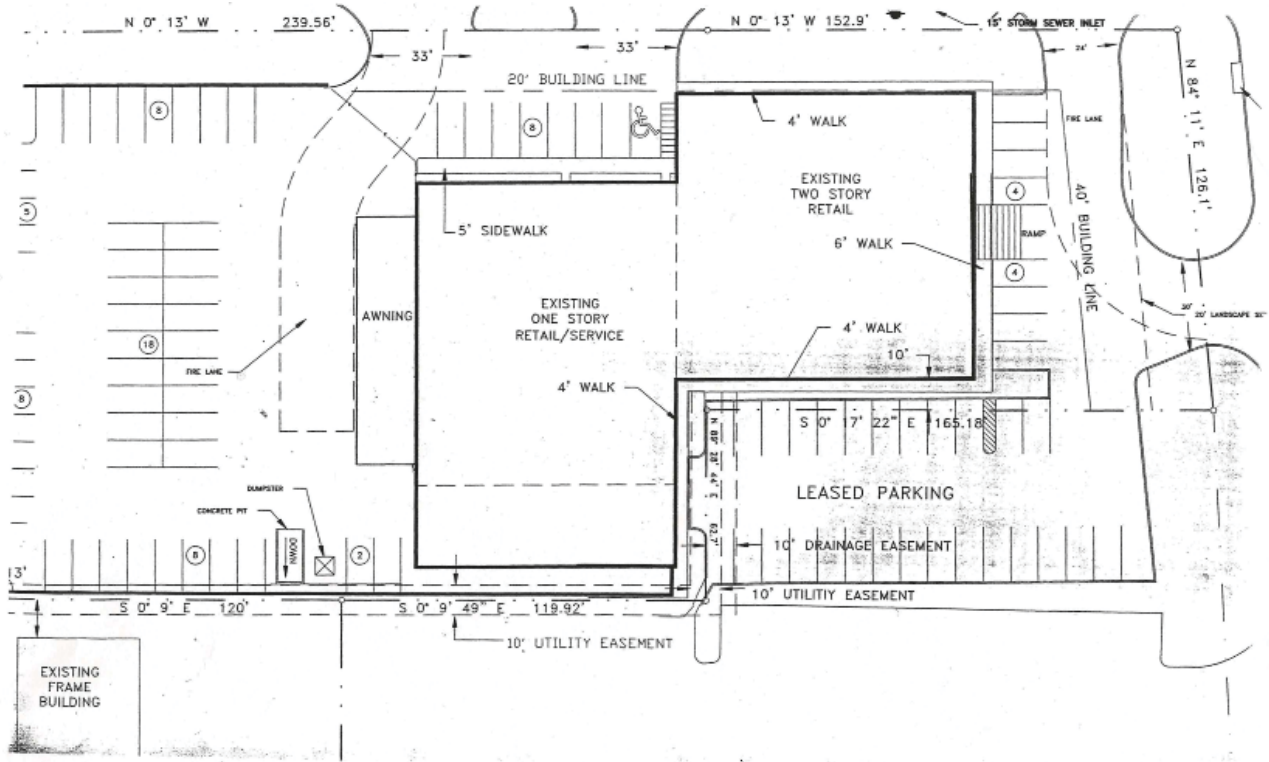 N 0° 13' W 239.56'
N 0° 13' W 152.9'
15' STORM SEWER INLET
33'
33'
24'
20' BUILDING LINE
8
8
4' WALK
FIRE LANE
N 84° 11' E 126.1'
EXISTING
TWO STORY
RETAIL
4
5
5' SIDEWALK
6' WALK
RAMP
40' BUILDING LINE
4
EXISTING
ONE STORY
RETAIL/SERVICE
AWNING
20' LANDSCAPE
4' WALK
18
10'
FIRE LANE
4' WALK
8
S 0° 17' 22" E 165.18'
LEASED PARKING
DUMPSTER
CONCRETE PIT
DOWN
8
2
10' DRAINAGE EASEMENT
13'
10' UTILITIY EASEMENT
S 0° 9' E 120'
S 0° 9' 49" E 119.92'
10' UTILITY EASEMENT
EXISTING
FRAME
BUILDING